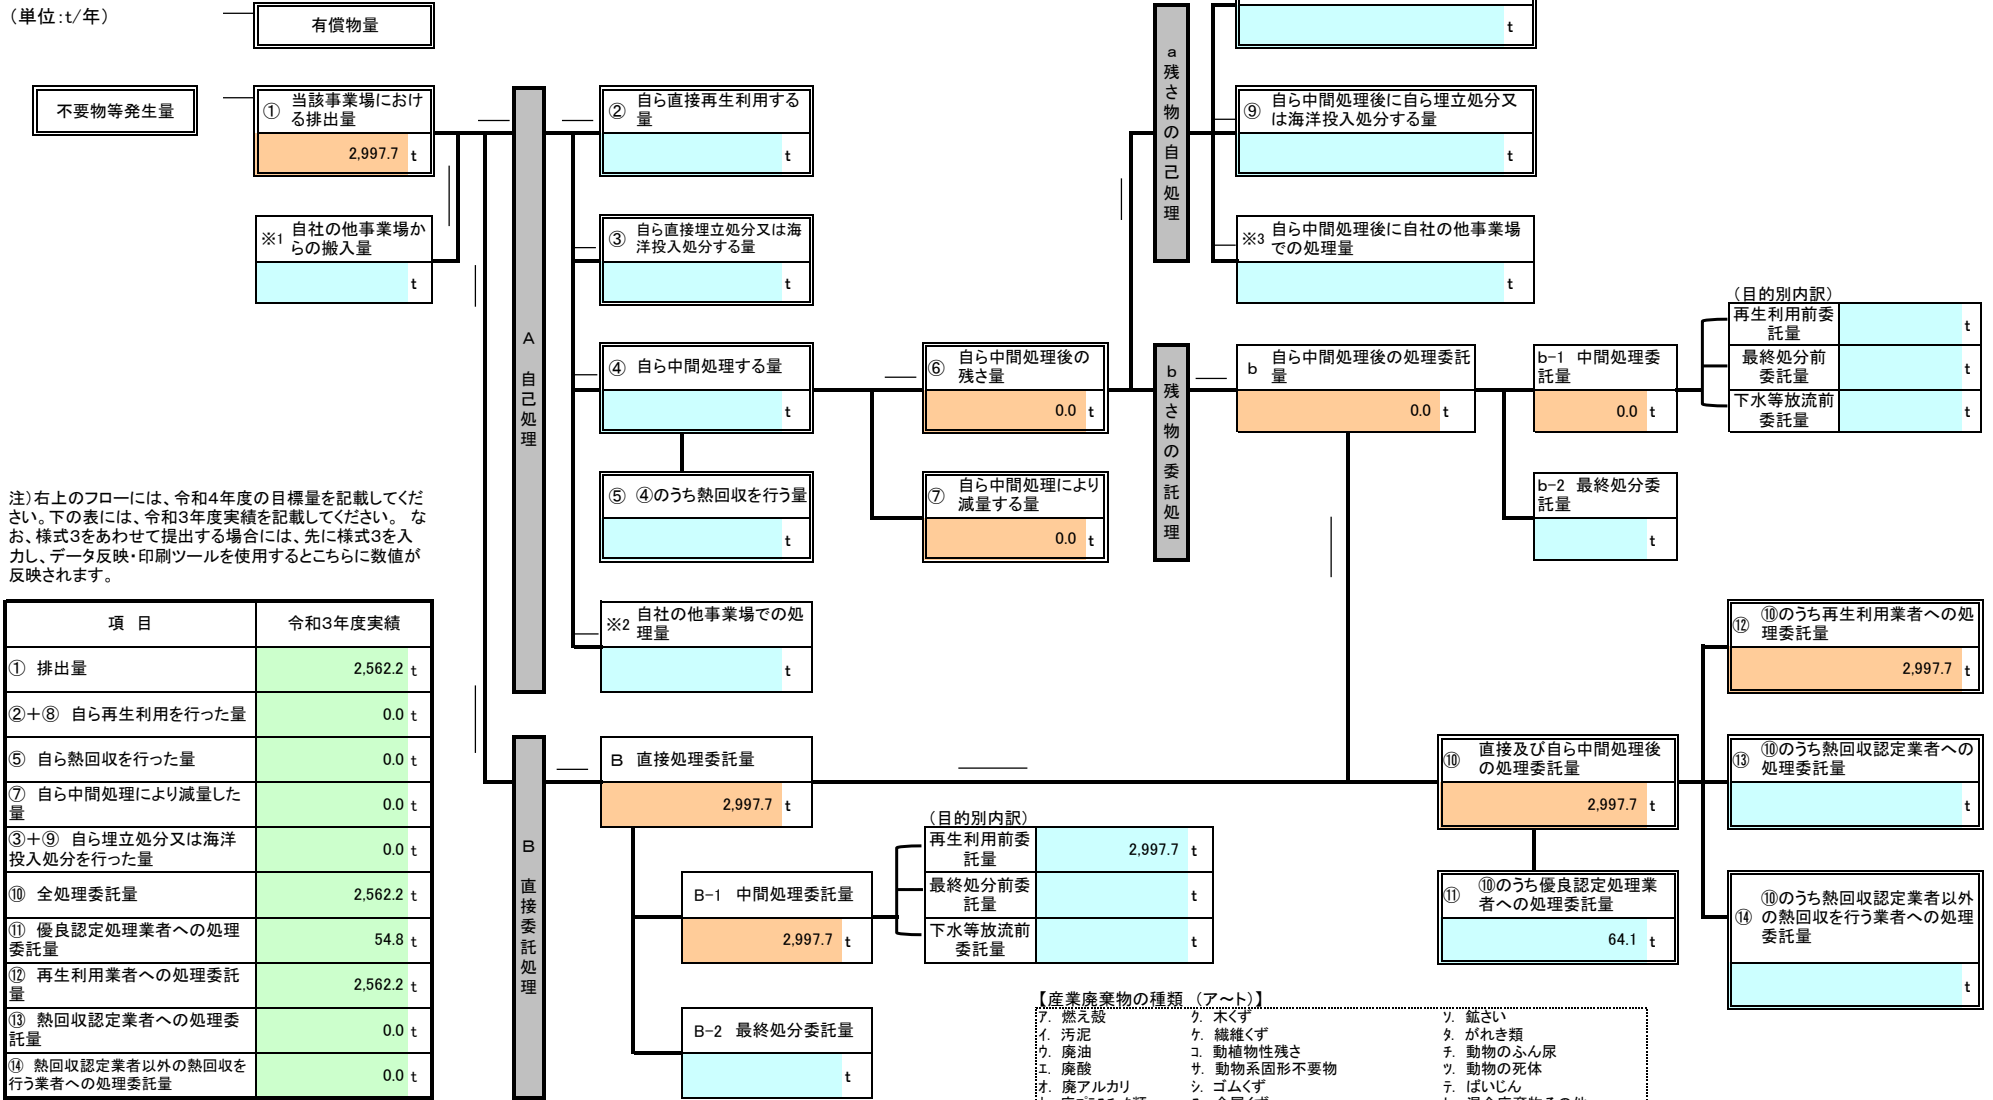 （単位:t/年）
有償物量
t
不要物等発生量
① 当該事業場におけ
る排出量
2,997.7 t
※1 自社の他事業場か
らの搬入量
t
A 自己処理
② 自ら直接再生利用する
量
t
③ 自ら直接埋立処分又は海
洋投入処分する量
t
④ 自ら中間処理する量
t
⑤ ④のうち熱回収を行う量
t
※2 自社の他事業場での処
理量
t
⑥ 自ら中間処理後の
残さ量
0.0 t
⑦ 自ら中間処理により
減量する量
0.0 t
a 残さ物の自己処理
⑨ 自ら中間処理後に自ら埋立処分又
は海洋投入処分する量
t
※3 自ら中間処理後に自社の他事業場
での処理量
t
b 残さ物の委託処理
b 自ら中間処理後の処理委託
量
0.0 t
b-1 中間処理委
託量
0.0 t
b-2 最終処分委
託量
t
（目的別内訳）
再生利用前委
託量
t
最終処分前
委託量
t
下水等放流前
委託量
t
注）右上のフローには、令和4年度の目標量を記載してくだ
さい。下の表には、令和3年度実績を記載してください。 な
お、様式3をあわせて提出する場合には、先に様式3を入
力し、データ反映・印刷ツールを使用するとこちらに数値が
反映されます。
項 目 令和3年度実績
① 排出量 2,562.2 t
②＋⑧ 自ら再生利用を行った量 0.0 t
⑤ 自ら熱回収を行った量 0.0 t
⑦ 自ら中間処理により減量した
量 0.0 t
③＋⑨ 自ら埋立処分又は海洋
投入処分を行った量 0.0 t
⑩ 全処理委託量 2,562.2 t
⑪ 優良認定処理業者への処理
委託量 54.8 t
⑫ 再生利用業者への処理委託
量 2,562.2 t
⑬ 熱回収認定業者への処理委
託量 0.0 t
⑭ 熱回収認定業者以外の熱回収を
行う業者への処理委託量 0.0 t
B 直接委託処理
B 直接処理委託量
2,997.7 t
B-1 中間処理委託量
2,997.7 t
B-2 最終処分委託量
t
（目的別内訳）
再生利用前委
託量
2,997.7 t
最終処分前委
託量
t
下水等放流前
委託量
t
⑩ 直接及び自ら中間処理後
の処理委託量
2,997.7 t
⑪ ⑩のうち優良認定処理業
者への処理委託量
64.1 t
⑫ ⑩のうち再生利用業者への処
理委託量
2,997.7 t
⑬ ⑩のうち熱回収認定業者への
処理委託量
t
⑭ ⑩のうち熱回収認定業者以外
の熱回収を行う業者への処理
委託量
t
【産業廃棄物の種類 （ア～ト）】
ア. 燃え殻 ク. 木くず ソ. 鉱さい
イ. 汚泥 ケ. 繊維くず タ. がれき類
ウ. 廃油 コ. 動植物性残さ チ. 動物のふん尿
エ. 廃酸 サ. 動物系固形不要物 ツ. 動物の死体
オ. 廃アルカリ シ. ゴムくず テ. ばいじん